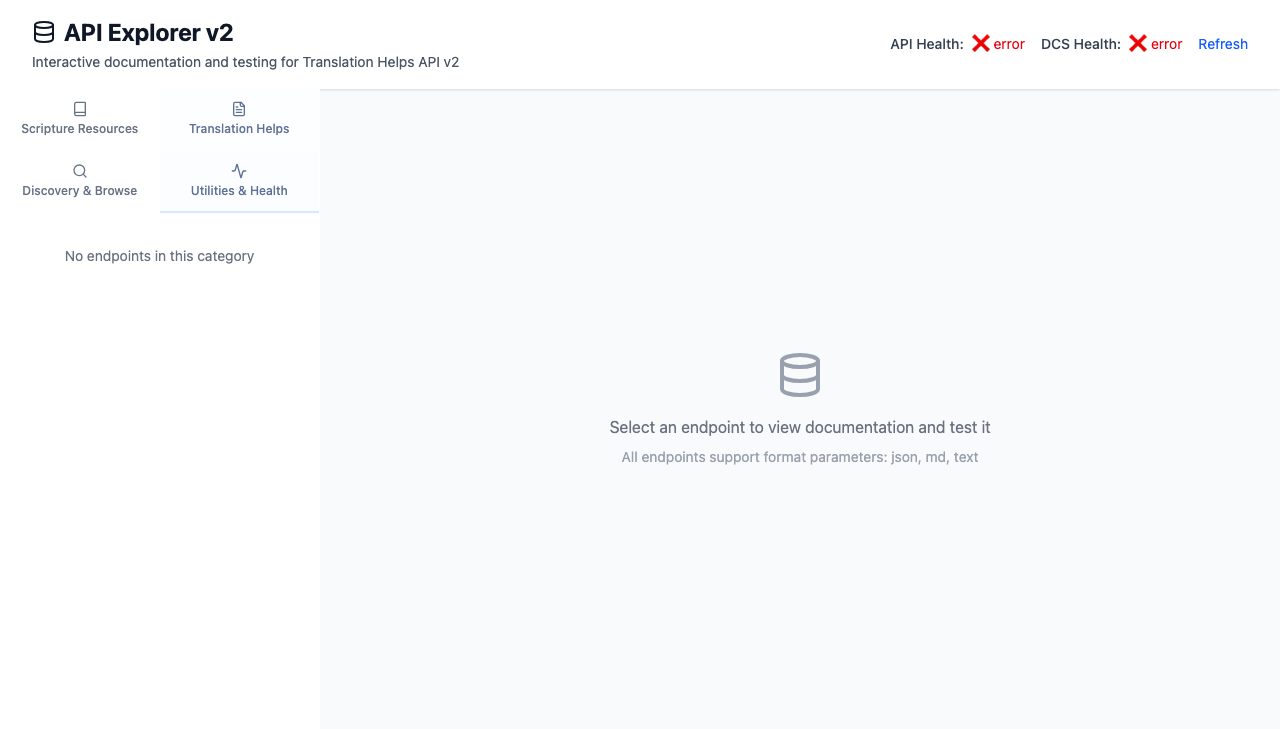 API Explorer v2
Interactive documentation and testing for Translation Helps API v2
API Health: ❌ error DCS Health: ❌ error Refresh
Scripture Resources
Translation Helps
Discovery & Browse
Utilities & Health
No endpoints in this category
Select an endpoint to view documentation and test it
All endpoints support format parameters: json, md, text